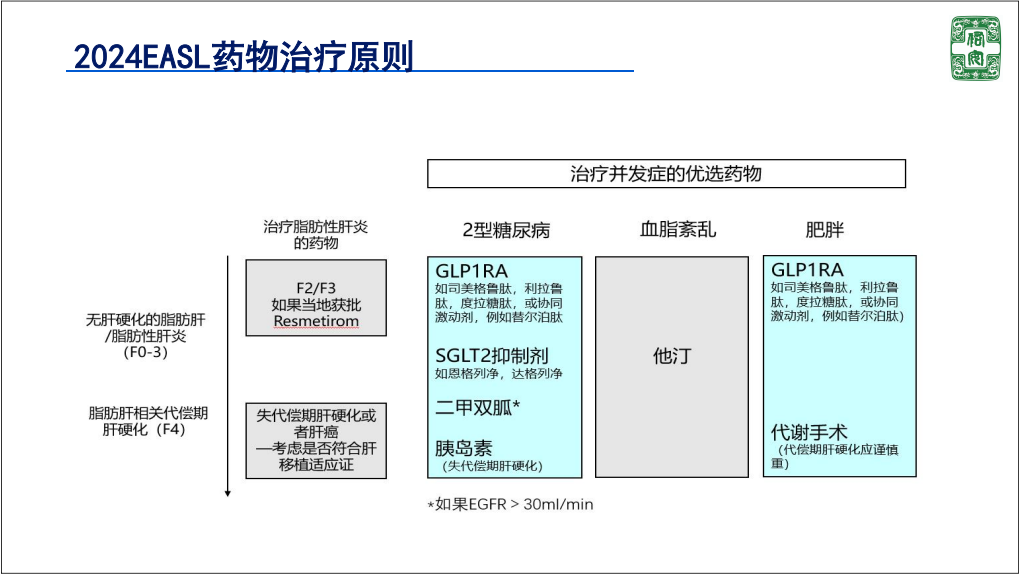 2024EASL药物治疗原则
治疗并发症的优选药物
治疗脂肪性肝炎
的药物
2型糖尿病
血脂紊乱
肥胖
无肝硬化的脂肪肝
/脂肪性肝炎
（F0-3）
脂肪肝相关代偿期
肝硬化（F4）
F2/F3
如果当地获批
Resmetirom
失代偿期肝硬化或
者肝癌
—考虑是否符合肝
移植适应证
GLP1RA
如司美格鲁肽，利拉鲁
肽，度拉糖肽，或协同
激动剂，例如替尔泊肽
SGLT2抑制剂
如恩格列净，达格列净
二甲双胍*
胰岛素
（失代偿期肝硬化）
他汀
GLP1RA
如司美格鲁肽，利拉鲁
肽，度拉糖肽，或协同
激动剂，例如替尔泊肽）
代谢手术
（代偿期肝硬化应谨慎
重）
*如果EGFR＞30ml/min